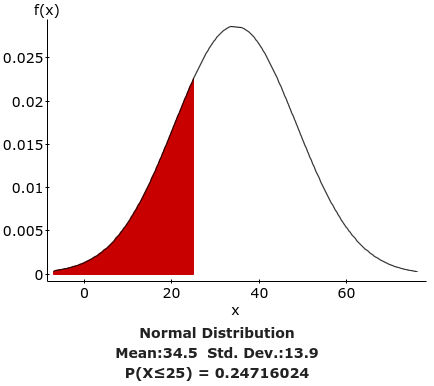 f(x)
0.025
0.02
0.015
0.01
0.005
0
0 20 40 60
x
Normal Distribution
Mean:34.5 Std. Dev.:13.9
P(X≤25) = 0.24716024